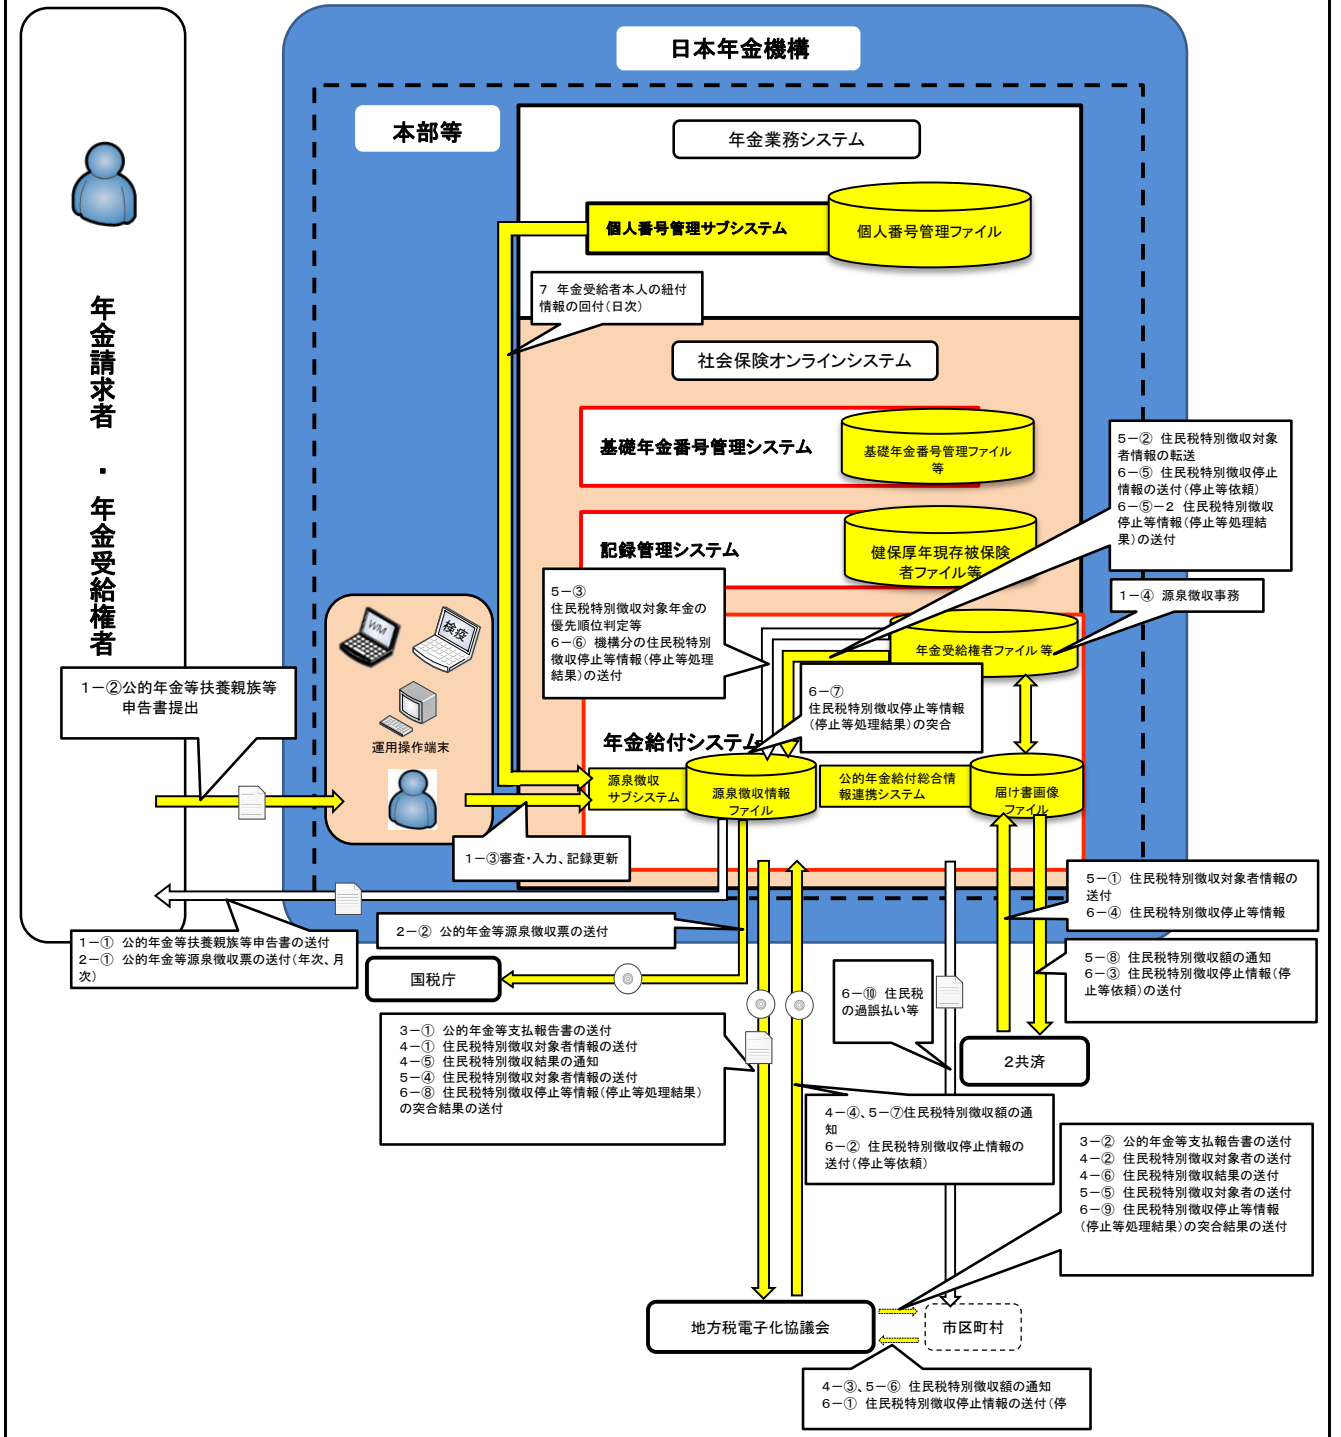 日本年金機構
本部等
年金業務システム
個人番号管理サブシステム
個人番号管理ファイル
7 年金受給者本人の紐付
情報の回付(日次)
社会保険オンラインシステム
年金請求者 ・ 年金受給権者
基礎年金番号管理システム
基礎年金番号管理ファイル
等
5-② 住民税特別徴収対象
者情報の転送
6-⑤ 住民税特別徴収停止
情報の送付(停止等依頼)
6-⑤-2 住民税特別徴収
停止等情報(停止等処理結
果)の送付
記録管理システム
健保厚年現存被保険
者ファイル等
5-③
住民税特別徴収対象年金の
優先順位判定等
6-⑥ 機構分の住民税特別
徴収停止等情報(停止等処理
結果)の送付
1-④ 源泉徴収事務
年金受給権者ファイル 等
WM
検疫
運用操作端末
1-②公的年金等扶養親族等
申告書提出
6-⑦
住民税特別徴収停止等情報
(停止等処理結果)の突合
年金給付システム
源泉徴収
サブシステム
源泉徴収情報
ファイル
公的年金給付総合情
報連携システム
届け書画像
ファイル
1-③審査・入力、記録更新
5-① 住民税特別徴収対象者情報の
送付
6-④ 住民税特別徴収停止等情報
1-① 公的年金等扶養親族等申告書の送付
2-① 公的年金等源泉徴収票の送付(年次、月
次)
2-② 公的年金等源泉徴収票の送付
国税庁
5-⑧ 住民税特別徴収額の通知
6-③ 住民税特別徴収停止情報(停
止等依頼)の送付
6-⑩ 住民税
の過誤払い等
3-① 公的年金等支払報告書の送付
4-① 住民税特別徴収対象者情報の送付
4-⑤ 住民税特別徴収結果の通知
5-④ 住民税特別徴収対象者情報の送付
6-⑧ 住民税特別徴収停止等情報(停止等処理結果)
の突合結果の送付
2共済
4-④、5-⑦住民税特別徴収額の通
知
6-② 住民税特別徴収停止情報の
送付(停止等依頼)
3-② 公的年金等支払報告書の送付
4-② 住民税特別徴収対象者の送付
4-⑥ 住民税特別徴収結果の送付
5-⑤ 住民税特別徴収対象者の送付
6-⑨ 住民税特別徴収停止等情報
(停止等処理結果)の突合結果の送付
地方税電子化協議会
市区町村
4-③、5-⑥ 住民税特別徴収額の通知
6-① 住民税特別徴収停止情報の送付(停